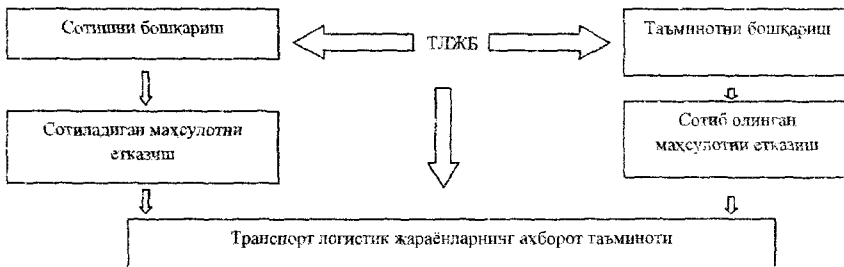 Сотишни бошқариш
ТЛЖБ
Таъминотни бошқариш
Сотиладиган маҳсулотни
етказиш
Сотиб олинган
маҳсулотни етказиш
Транспорт логистик жараёнларнинг ахборот таъминоти